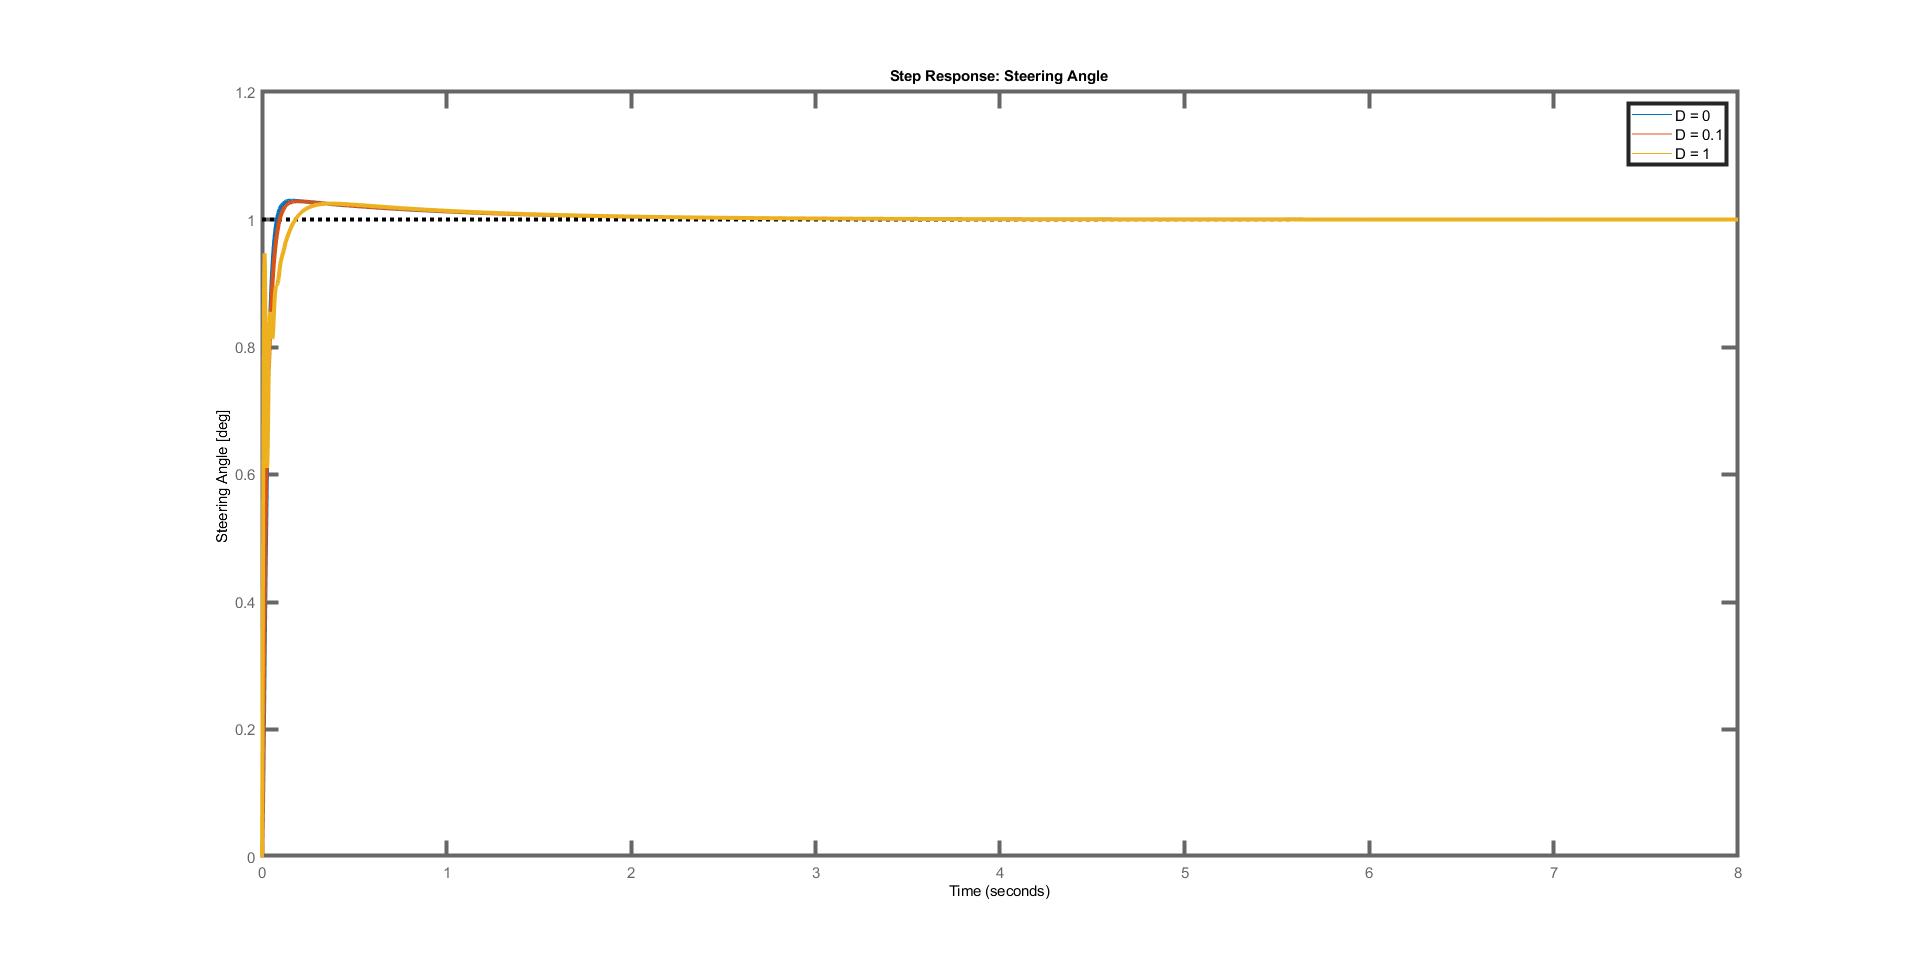 Step Response: Steering Angle
1.2
1
0.8
0.6
0.4
0.2
0
Steering Angle [deg]
D = 0
D = 0.1
D = 1
0 1 2 3 4 5 6 7 8
Time (seconds)